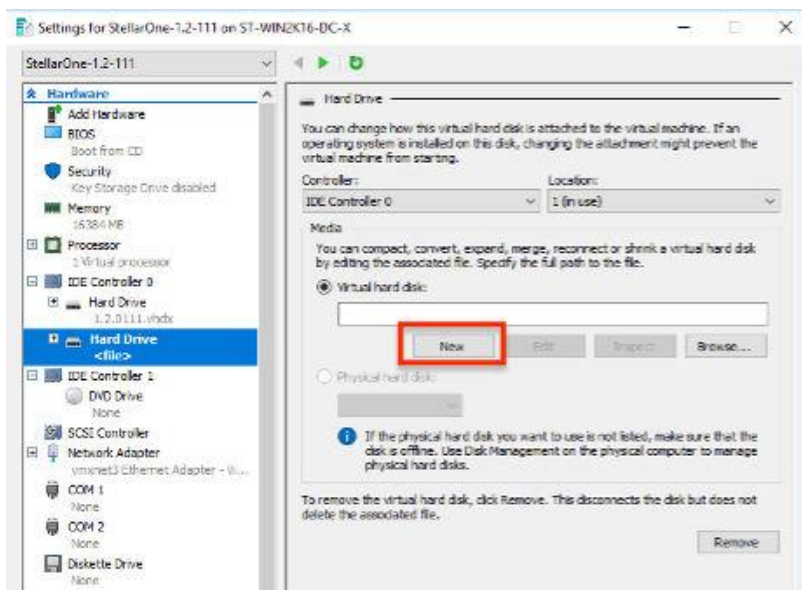 Settings for StellarOne-1.2-111 on ST-WIN2K16-DC-X
StellarOne-1.2-111
Hardware
Add Hardware
BIOS
Boot from CD
Security
Key Storage Drive disabled
Memory
16384 MB
Processor
1 Virtual processor
IDE Controller 0
Hard Drive
1.2.0111.vhdx
Hard Drive
<file>
IDE Controller 1
DVD Drive
None
SCSI Controller
Network Adapter
vmxnet3 Ethernet Adapter - V...
COM 1
None
COM 2
None
Diskette Drive
None
Hard Drive
You can change how this virtual hard disk is attached to the virtual machine. If an
operating system is installed on this disk, changing the attachment might prevent the
virtual machine from starting.
Controller: Location:
IDE Controller 0 1 (in use)
Media
You can compact, convert, expand, merge, reconnect or shrink a virtual hard disk
by editing the associated file. Specify the full path to the file.
Virtual hard disk:
New Edit Inspect Browse...
Physical hard disk:
If the physical hard disk you want to use is not listed, make sure that the
disk is offline. Use Disk Management on the physical computer to manage
physical hard disks.
To remove the virtual hard disk, click Remove. This disconnects the disk but does not
delete the associated file.
Remove